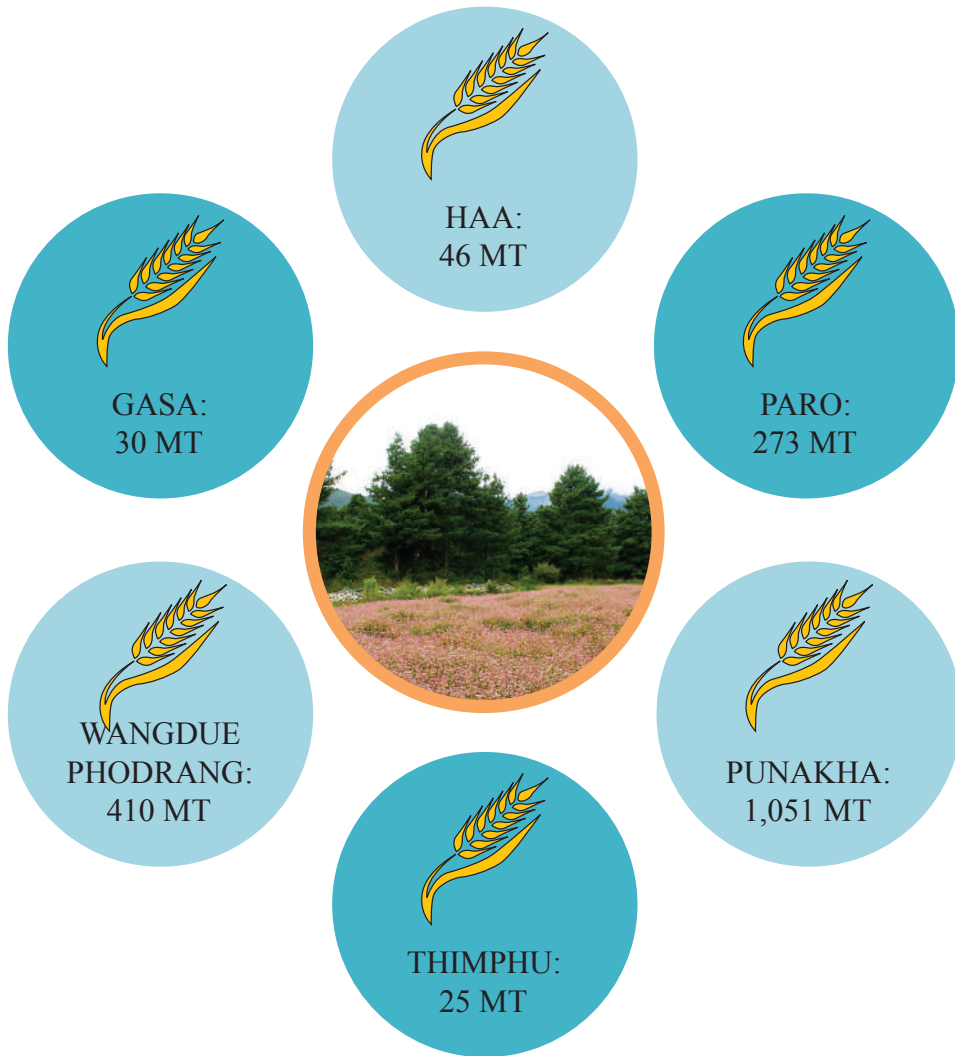 HAA:
46 MT
GASA:
30 MT
PARO:
273 MT
WANGDUE
PHODRANG:
410 MT
PUNAKHA:
1,051 MT
THIMPHU:
25 MT